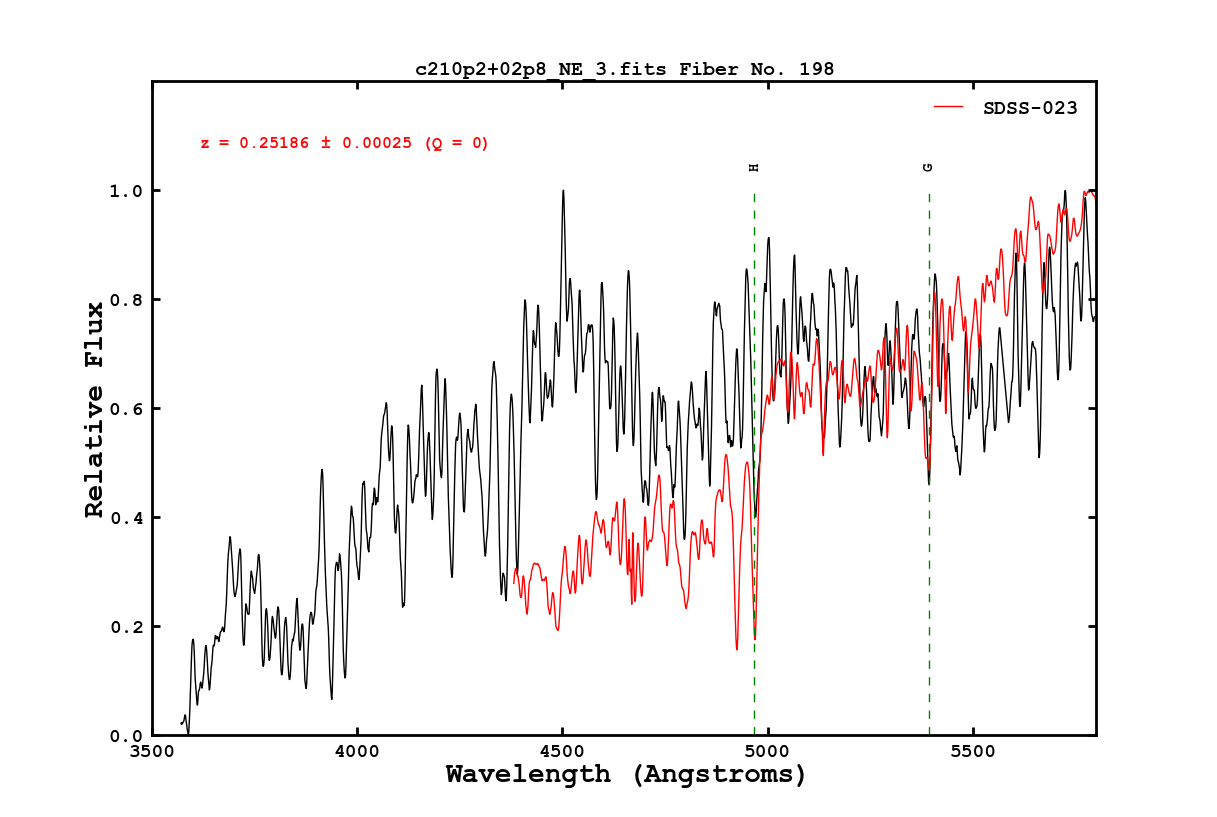 c210p2+02p8_NE_3.fits Fiber No. 198
SDSS-023
z = 0.25186 ± 0.00025 (Q = 0)
H
G
1.0
0.8
0.6
0.4
0.2
0.0
Relative Flux
3500 4000 4500 5000 5500
Wavelength (Angstroms)